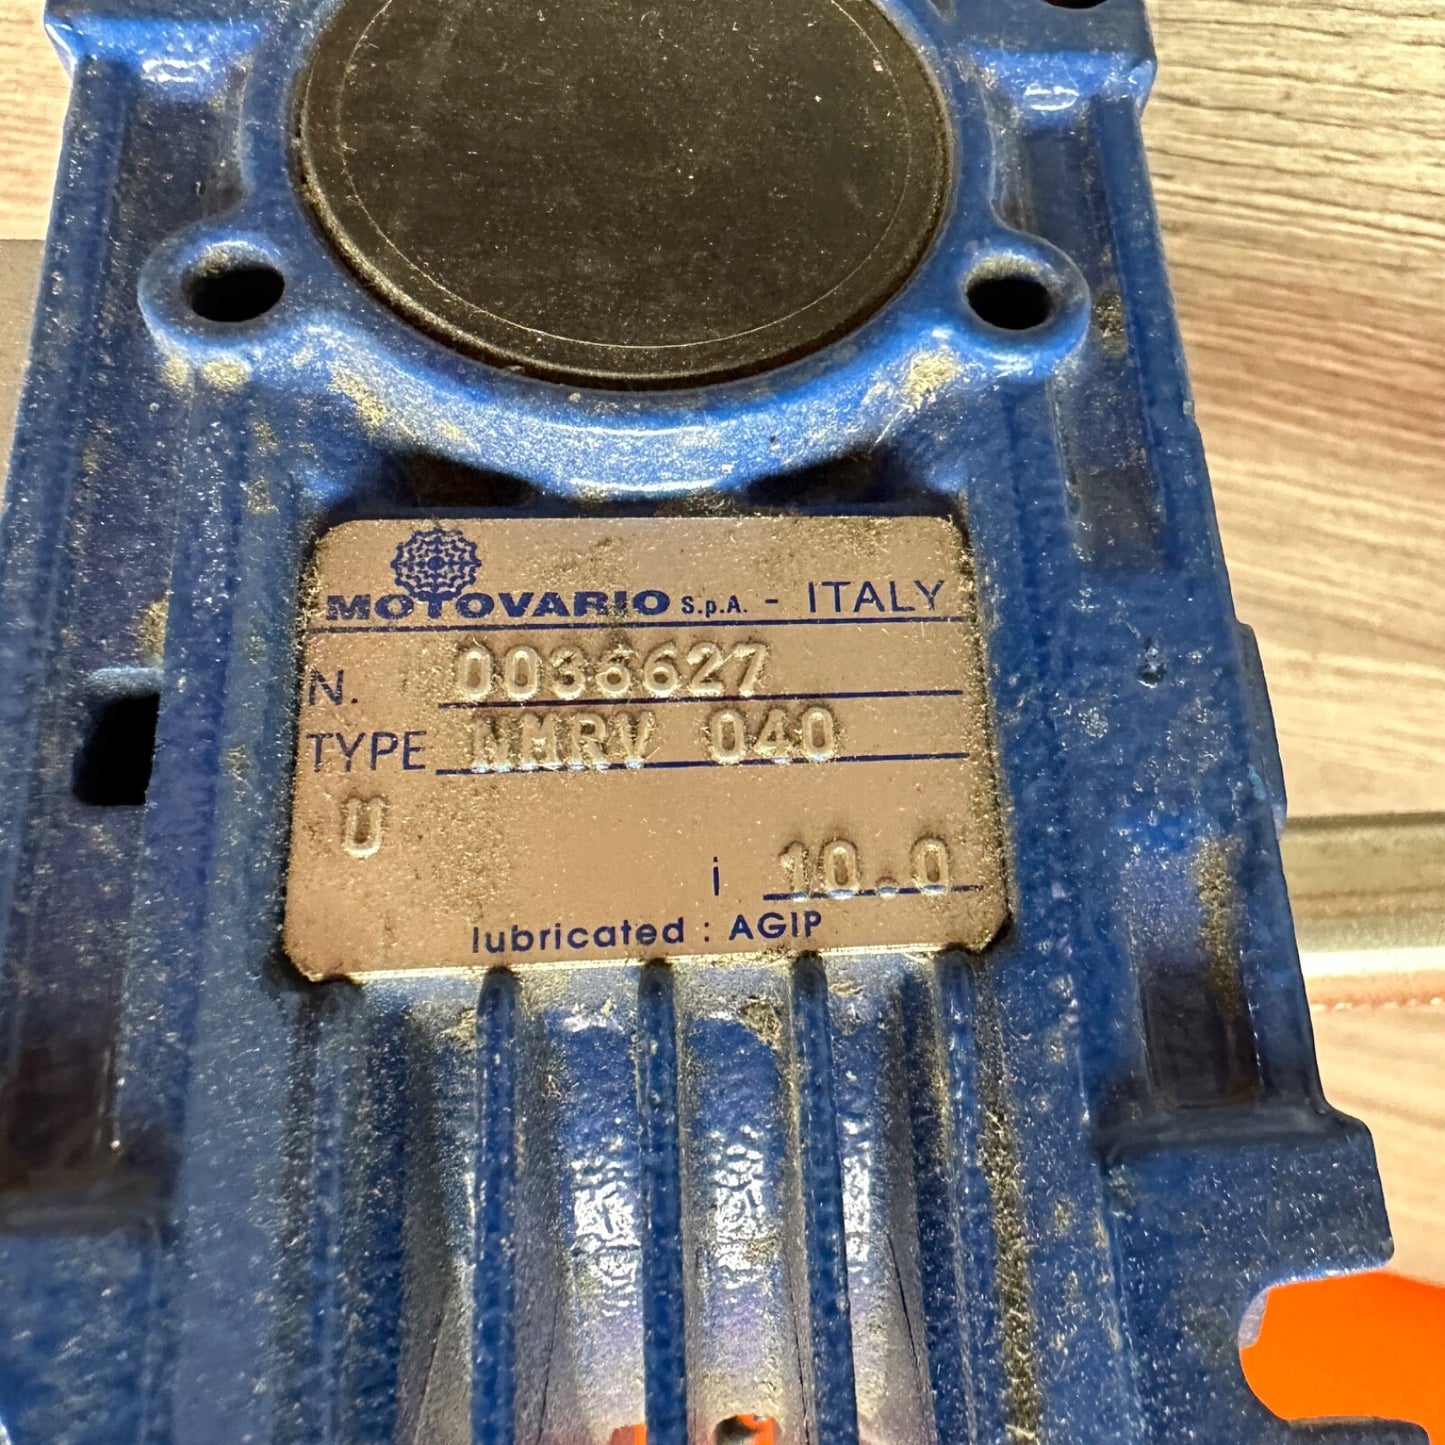 MOTOVARIO S.p.A. - ITALY
N. 0036627
TYPE NMRV 040
U
i 10.0
lubricated : AGIP